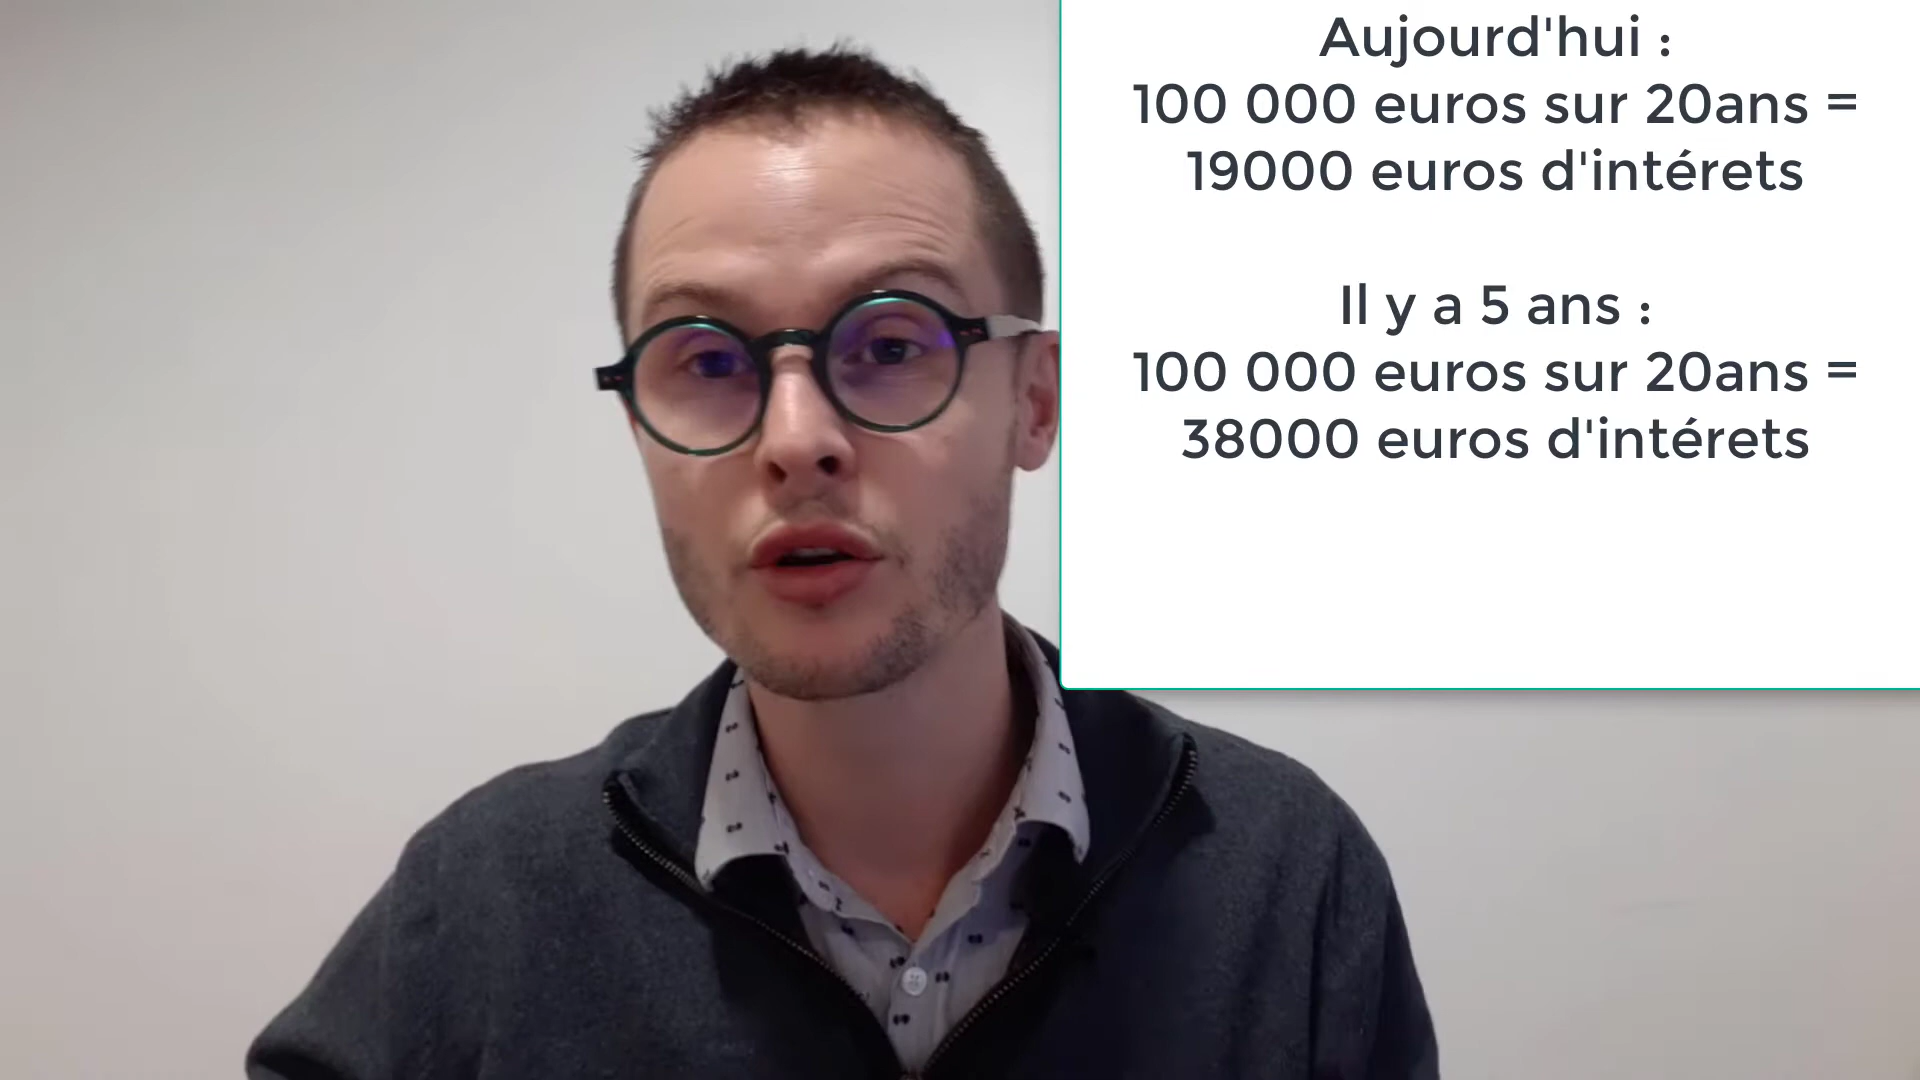 Aujourd'hui :
100 000 euros sur 20ans =
19000 euros d'intérets
Il y a 5 ans :
100 000 euros sur 20ans =
38000 euros d'intérets